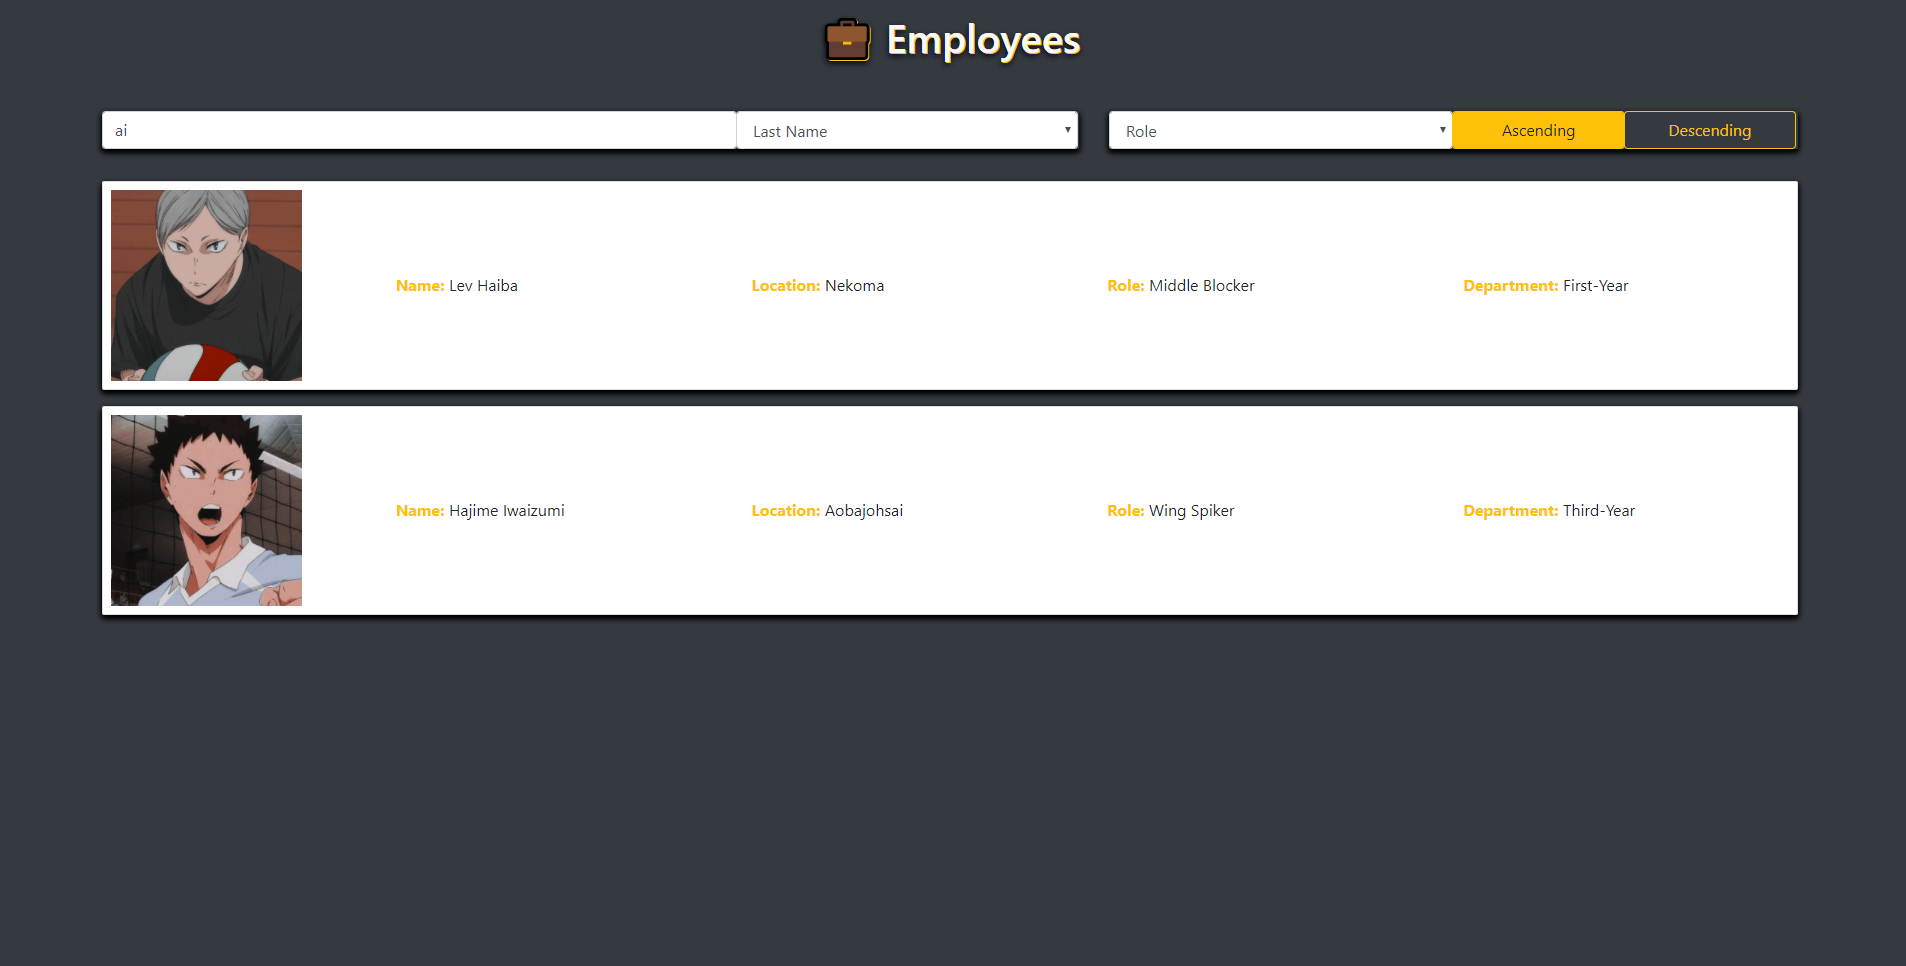 Employees
ai Last Name Role Ascending Descending
Name: Lev Haiba Location: Nekoma Role: Middle Blocker Department: First-Year
Name: Hajime Iwaizumi Location: Aobajohsai Role: Wing Spiker Department: Third-Year